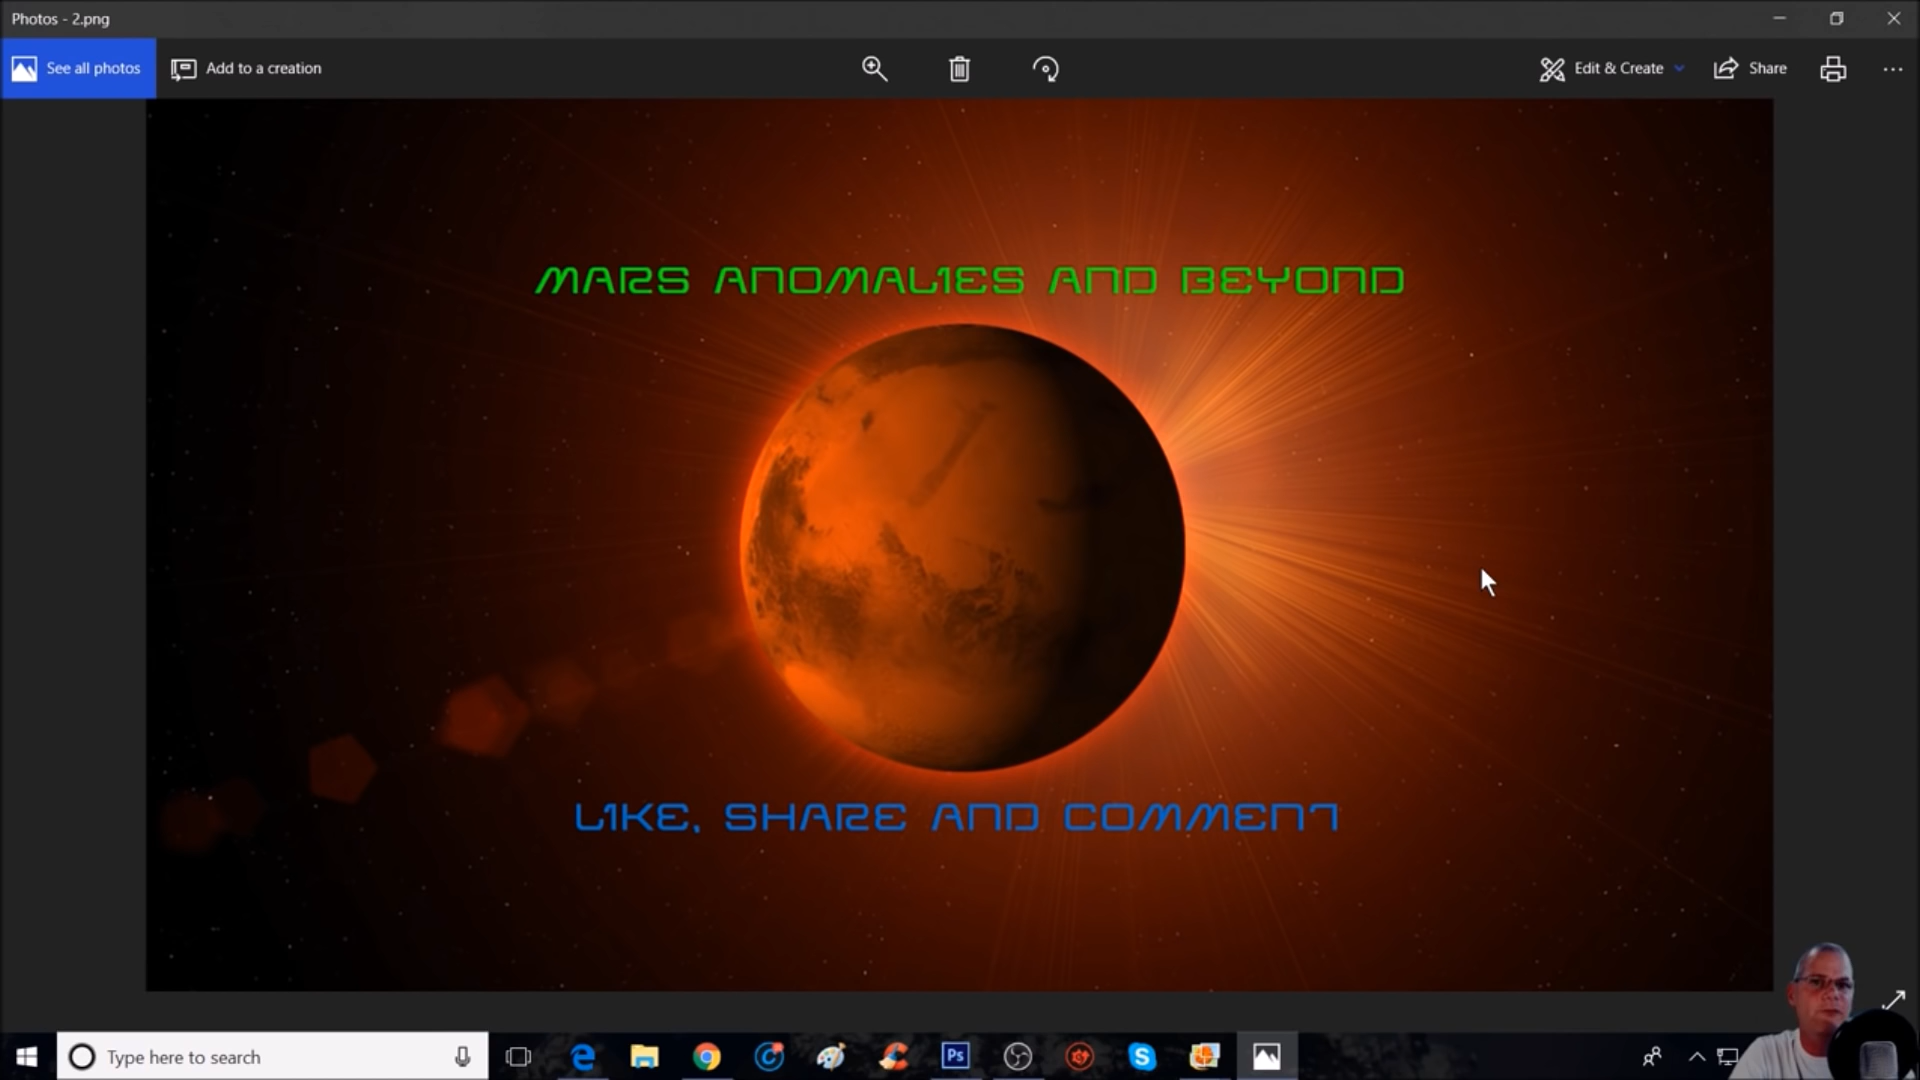 Photos - 2.png
See all photos
Add to a creation
Edit & Create
Share
MARS ANOMALIES AND BEYOND
LIKE, SHARE AND COMMENT
Type here to search
Ps